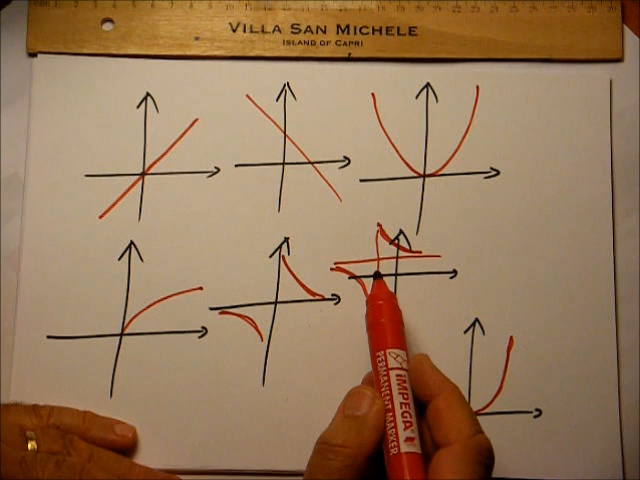 VILLA SAN MICHELE
ISLAND OF CAPRI
iMPEGA
PERMANENT MARKER